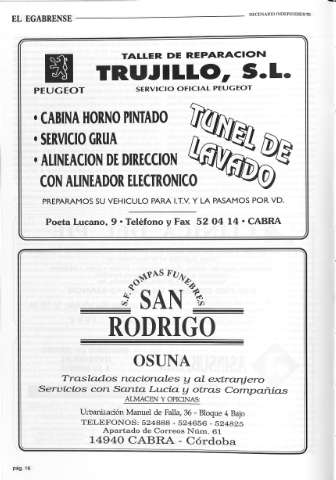 EL EGABRENSE
TALLER DE REPARACION
TRUJILLO, S.L.
PEUGEOT
SERVICIO OFICIAL PEUGEOT
• CABINA HORNO PINTADO
• SERVICIO GRUA
• ALINEACION DE DIRECCION
CON ALINEADOR ELECTRONICO
TUNEL DE
LAVADO
PREPARAMOS SU VEHICULO PARA I.T.V. Y LA PASAMOS POR VD.
Poeta Lucano, 9 • Teléfono y Fax 52 04 14 • CABRA
S.F. POMPAS FUNEBRES
SAN
RODRIGO
OSUNA
Traslados nacionales y al extranjero
Servicios con Santa Lucía y otras Compañías
ALMACEN Y OFICINAS:
Urbanización Manuel de Falla, 36 - Bloque 4 Bajo
TELEFONOS: 524888 - 524656 - 524825
Apartado de Correos Núm. 61
14940 CABRA - Córdoba
pág. 16